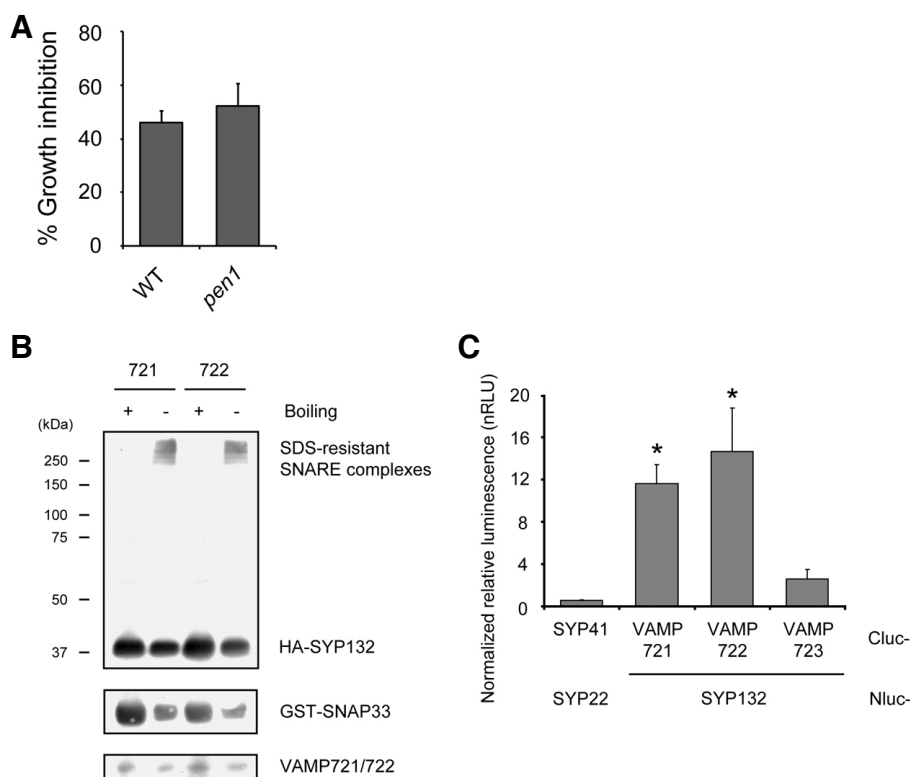 A
% Growth inhibition
80
60
40
20
0
WT
pen1
B
721 722
+ - + - Boiling
(kDa)
250
150
100
75
50
37
SDS-resistant
SNARE complexes
HA-SYP132
GST-SNAP33
VAMP721/722
C
Normalized relative luminescence (nRLU)
20
16
12
8
4
0
* *
SYP41 VAMP 721 VAMP 722 VAMP 723 Cluc-
SYP22 SYP132 Nluc-